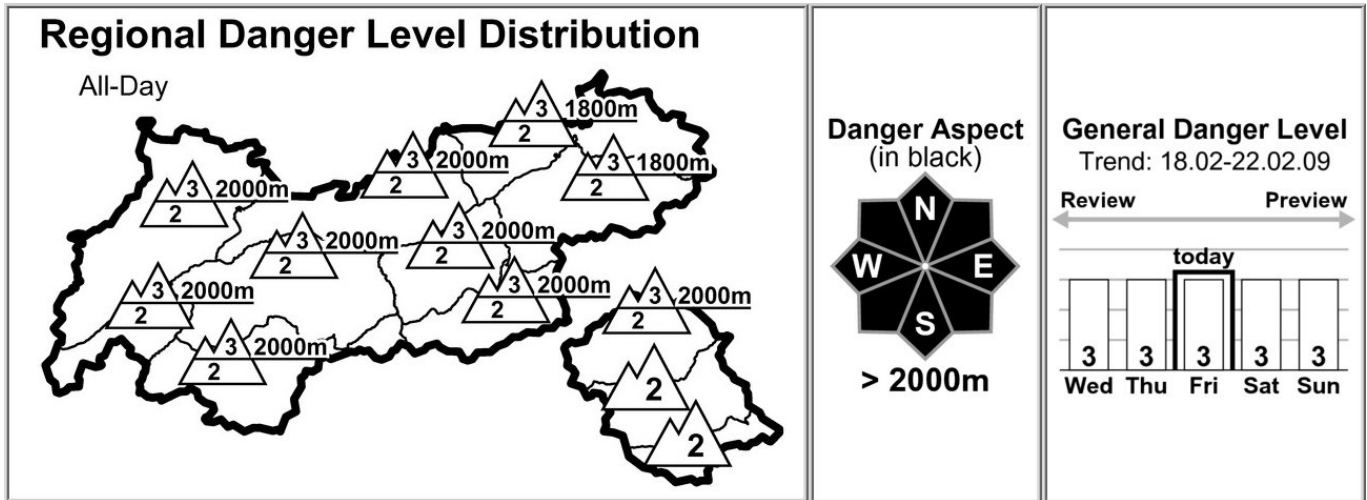 Regional Danger Level Distribution
All-Day
3 1800m
2
3 2000m
2
3 1800m
2
3 2000m
2
3 2000m
2
3 2000m
2
3 2000m
2
3 2000m
2
3 2000m
2
3 2000m
2
2
2
Danger Aspect
(in black)
N
W E
S
> 2000m
General Danger Level
Trend: 18.02-22.02.09
Review Preview
today
3 3 3 3 3
Wed Thu Fri Sat Sun